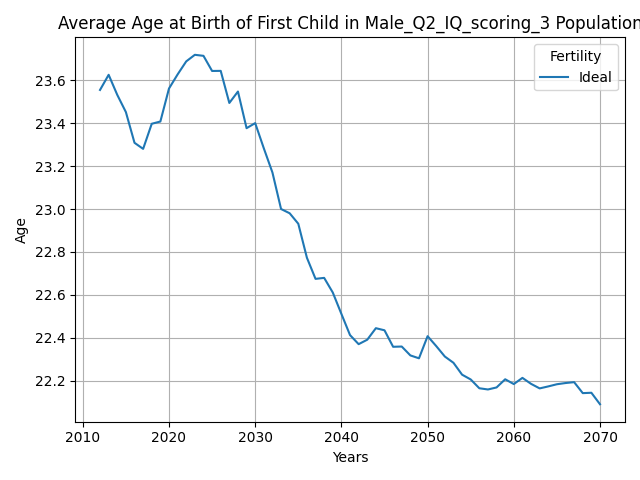 Average Age at Birth of First Child in Male_Q2_IQ_scoring_3 Population
Fertility
Ideal
Age
23.6
23.4
23.2
23.0
22.8
22.6
22.4
22.2
2010 2020 2030 2040 2050 2060 2070
Years